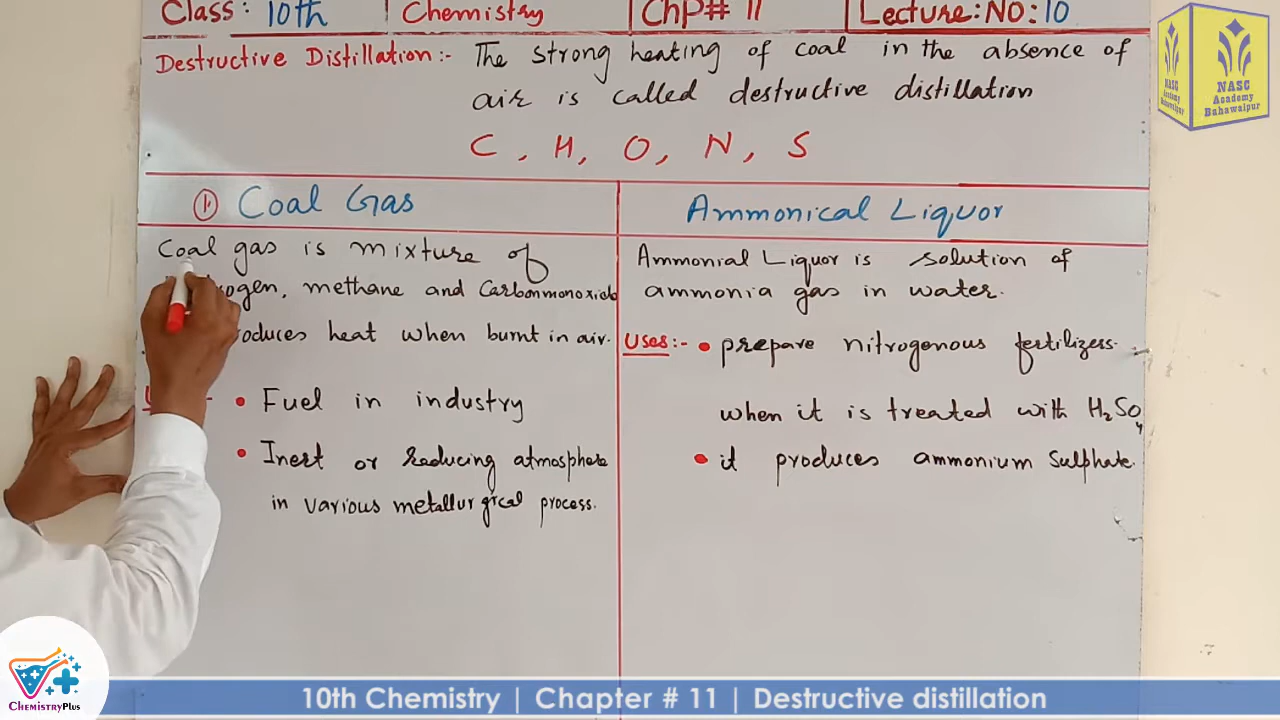 Class: 10th Chemistry ChP# 11 Lecture: NO: 10
Destructive Distillation:- The strong heating of coal in the absence of
air is called destructive distillation
C, H, O, N, S
① Coal Gas
Coal gas is mixture of
methane and Carbonmonoxide
heat when burnt in air.
• Fuel in industry
• Inert or reducing atmosphere
in various metallurgical process.
Ammonical Liquor
Ammonial Liquor is solution of
ammonia gas in water.
Uses:- • prepare nitrogenous fertilizers.
when it is treated with H₂SO₄
• it produces ammonium Sulphate.
NASC
Academy
Bahawalpur
NASC
Academy
Bahawalpur
ChemistryPlus
10th Chemistry | Chapter # 11 | Destructive distillation